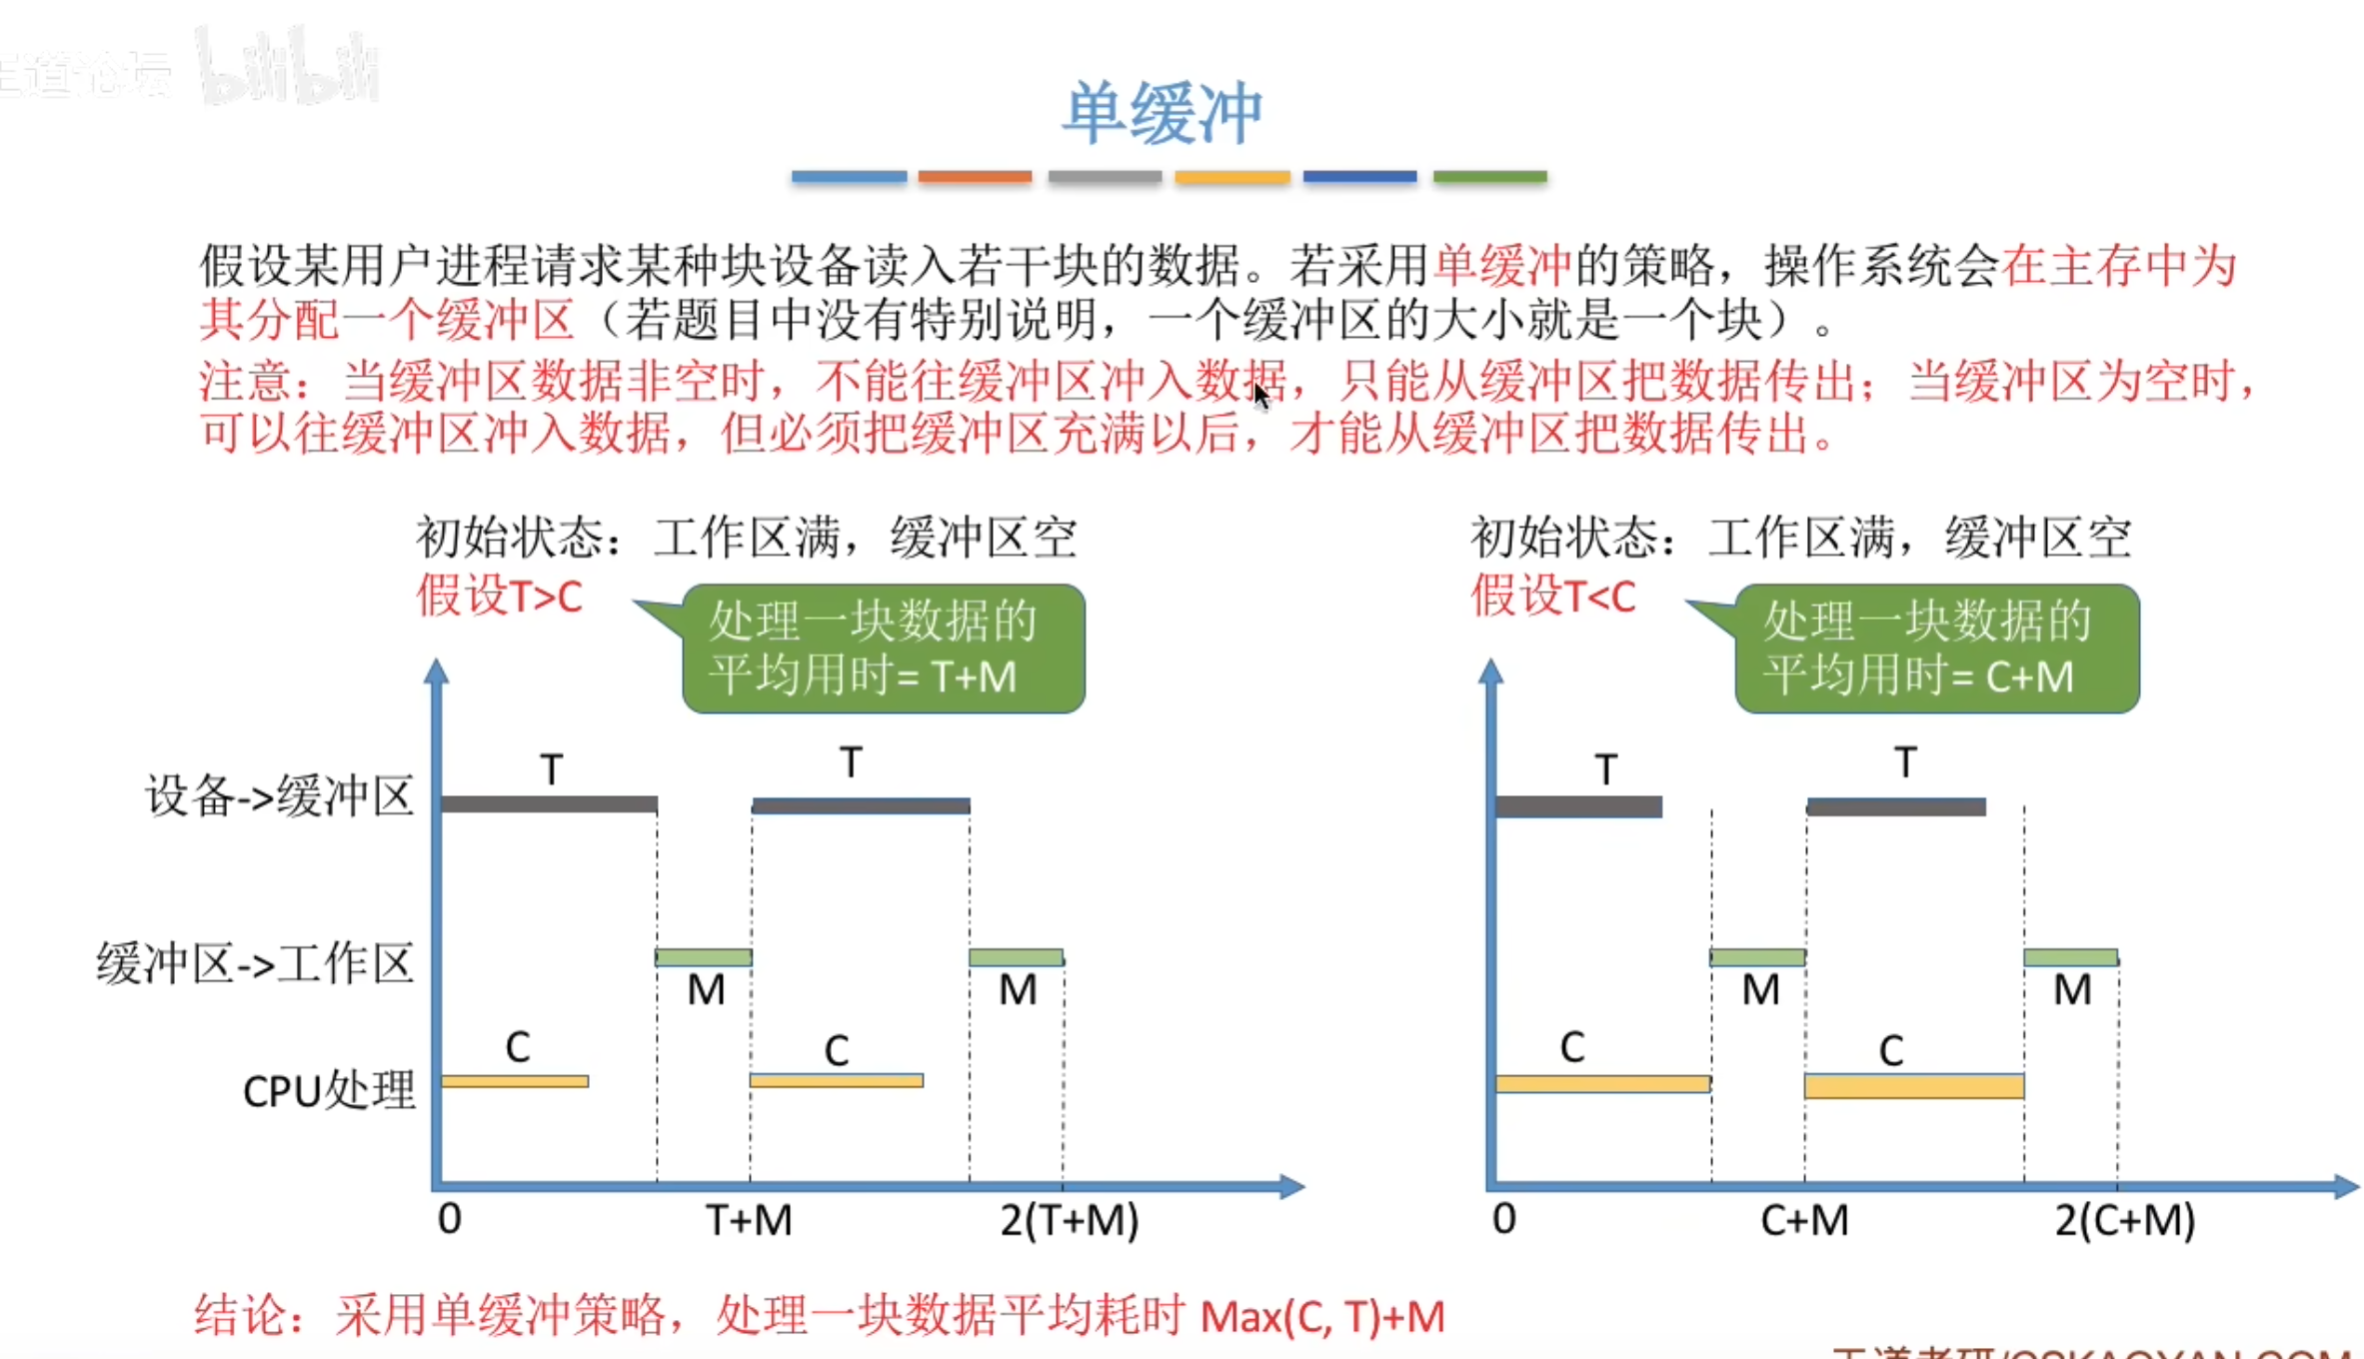 王道论坛 bilibili
单缓冲
假设某用户进程请求某种块设备读入若干块的数据。若采用单缓冲的策略，操作系统会在主存中为
其分配一个缓冲区（若题目中没有特别说明，一个缓冲区的大小就是一个块）。
注意：当缓冲区数据非空时，不能往缓冲区冲入数据，只能从缓冲区把数据传出；当缓冲区为空时，
可以往缓冲区冲入数据，但必须把缓冲区充满以后，才能从缓冲区把数据传出。
初始状态：工作区满，缓冲区空
假设T>C
处理一块数据的
平均用时= T+M
T
T
设备->缓冲区
缓冲区->工作区
M
M
C
C
CPU处理
0
T+M
2(T+M)
初始状态：工作区满，缓冲区空
假设T<C
处理一块数据的
平均用时= C+M
T
T
M
M
C
C
0
C+M
2(C+M)
结论：采用单缓冲策略，处理一块数据平均耗时 Max(C, T)+M